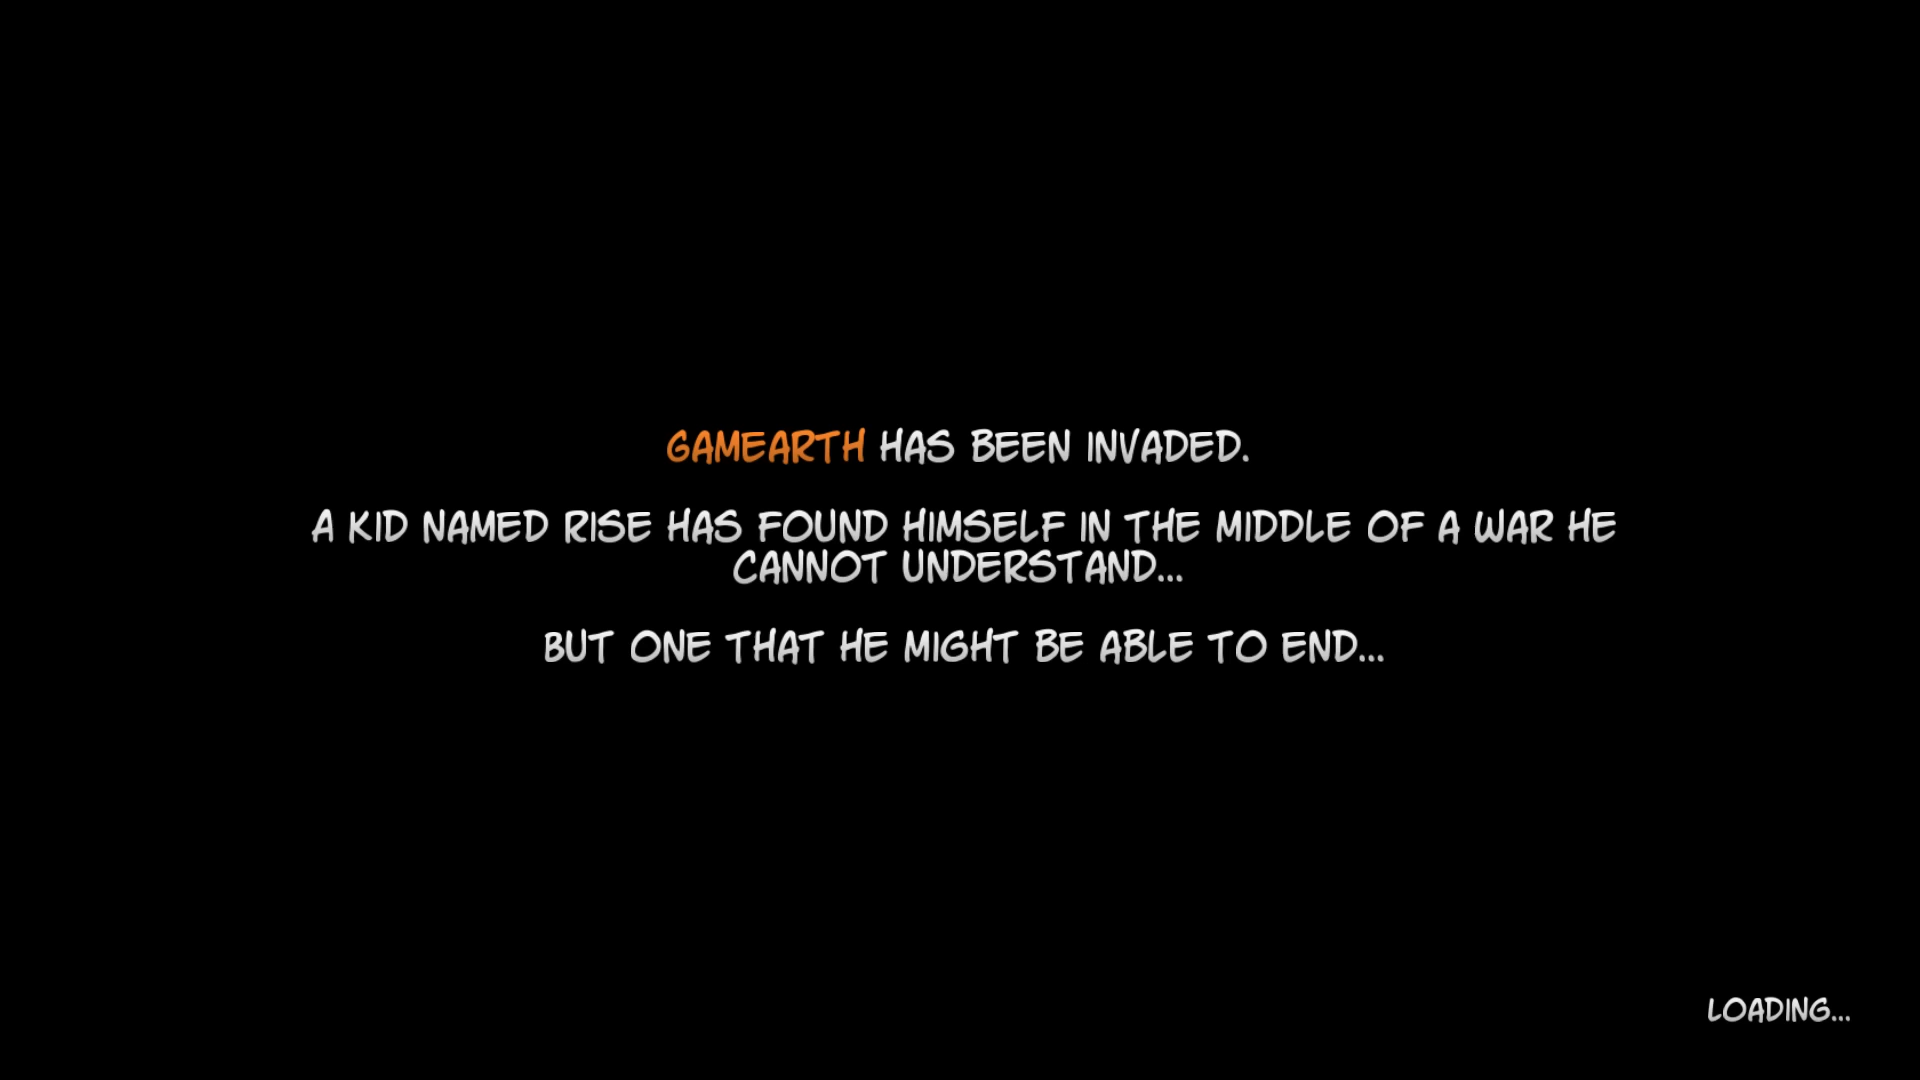 GAMEARTH HAS BEEN INVADED.
A KID NAMED RISE HAS FOUND HIMSELF IN THE MIDDLE OF A WAR HE
CANNOT UNDERSTAND...
BUT ONE THAT HE MIGHT BE ABLE TO END...
LOADING...